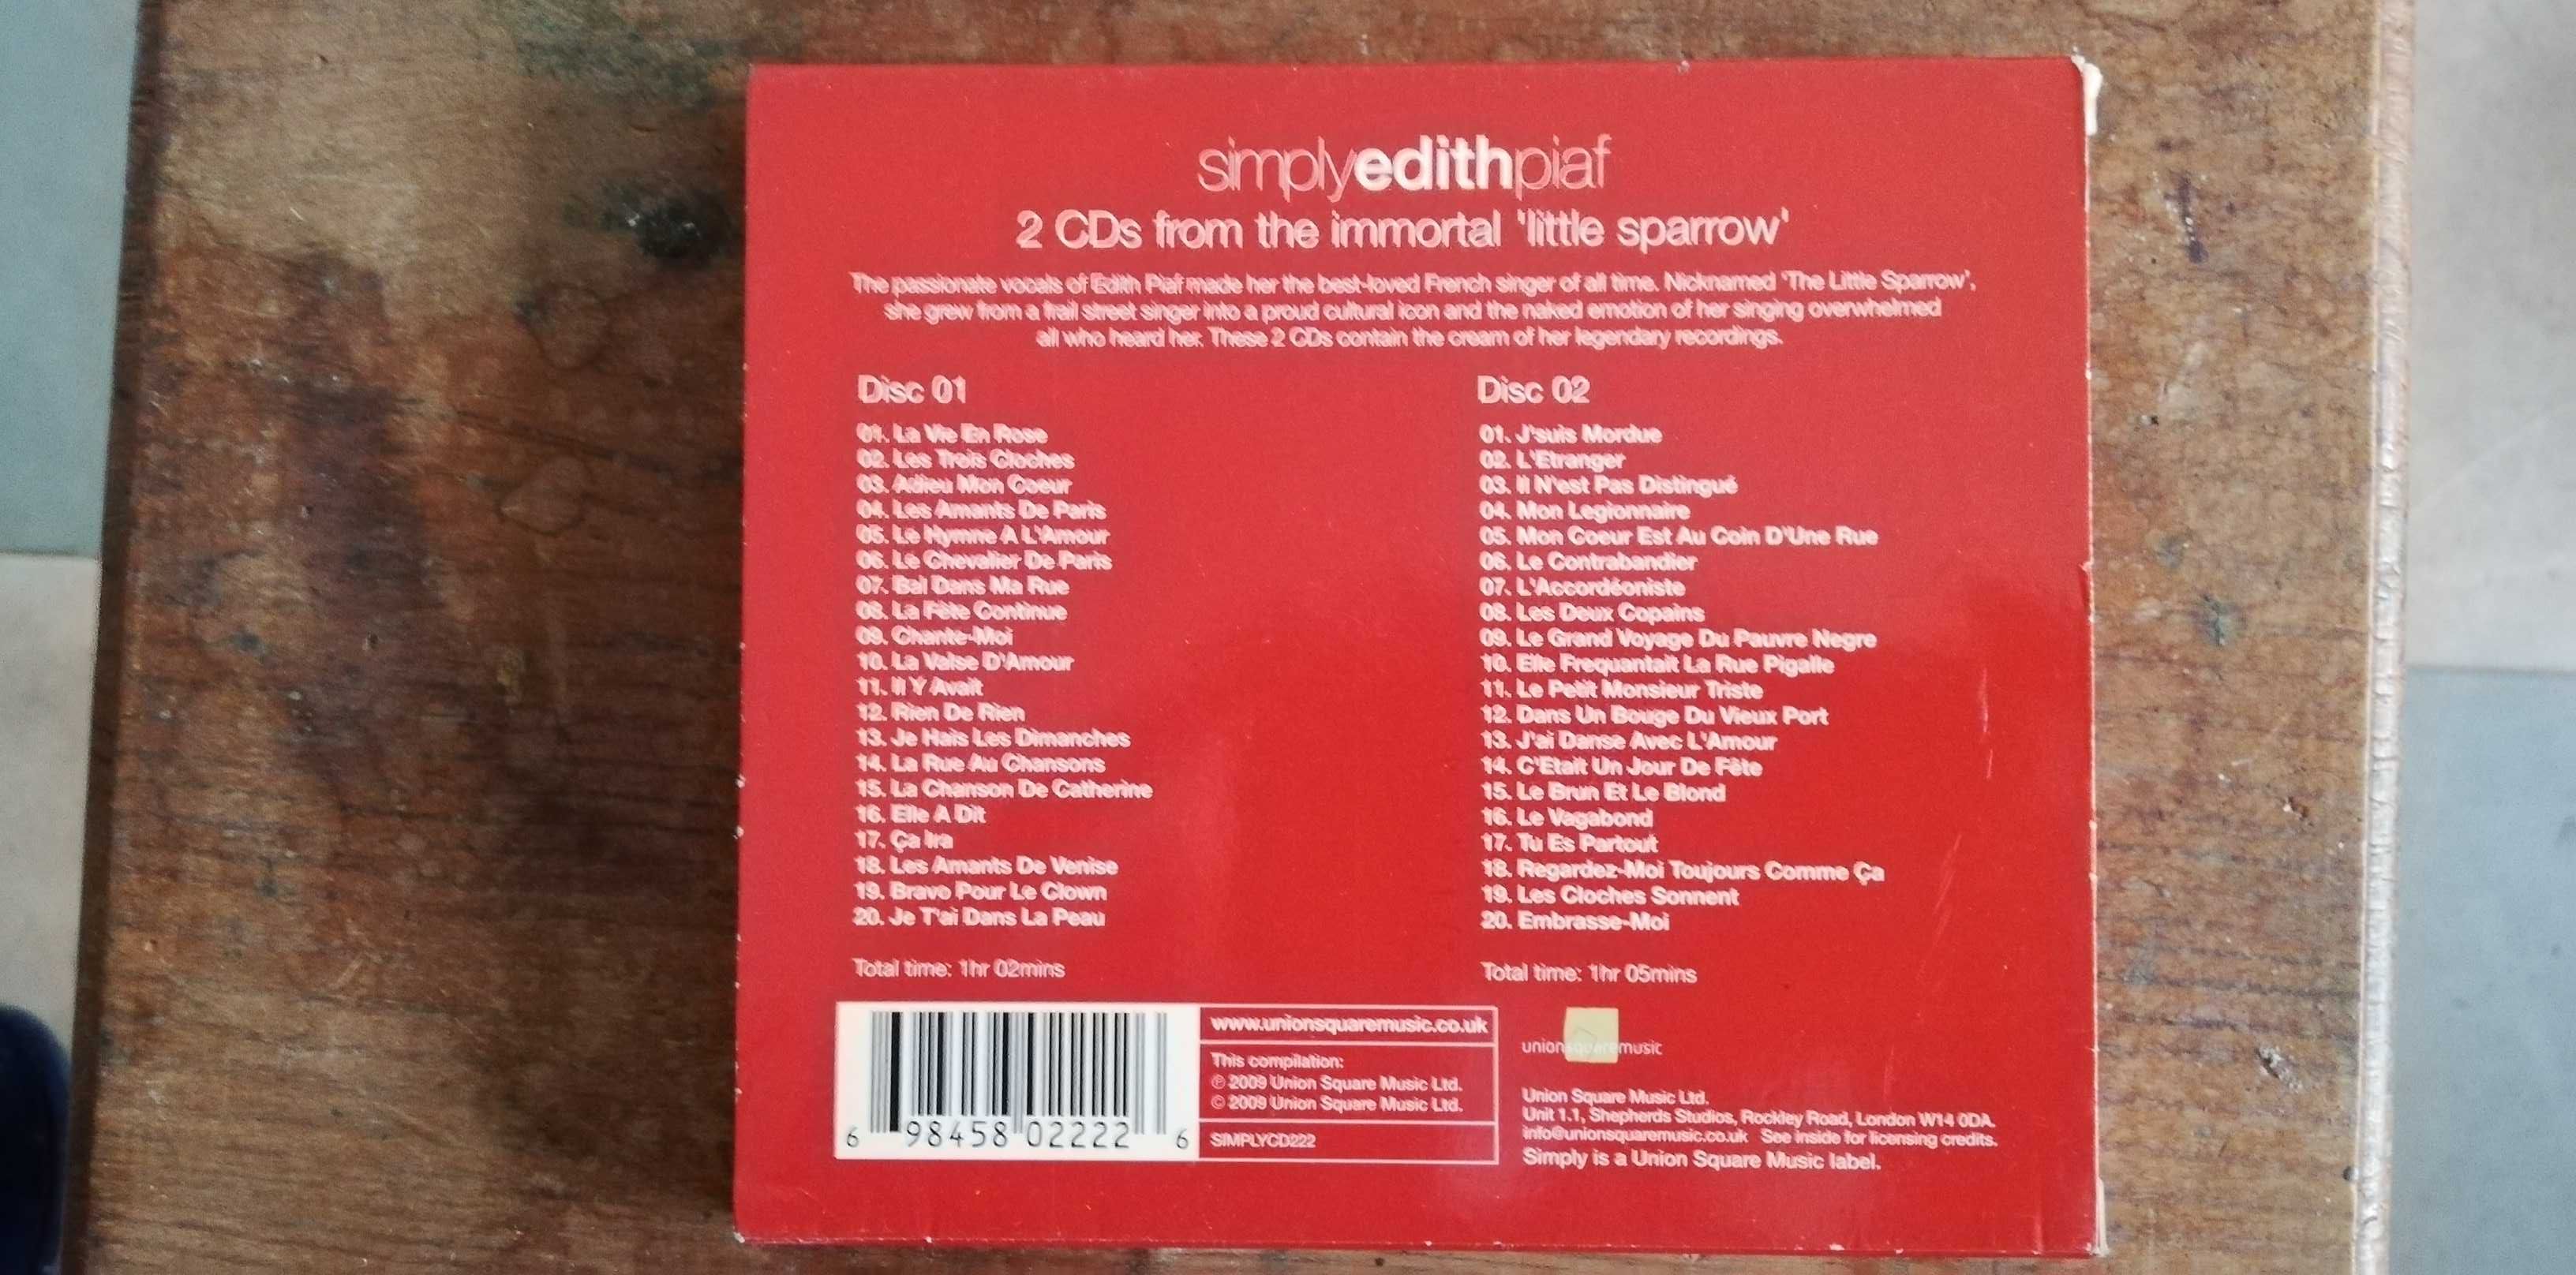 simplyedithpiaf
2 CDs from the immortal 'little sparrow'
The passionate vocals of Edith Piaf made her the best-loved French singer of all time. Nicknamed 'The Little Sparrow',
she grew from a frail street singer into a proud cultural icon and the naked emotion of her singing overwhelmed
all who heard her. These 2 CDs contain the cream of her legendary recordings.
Disc 01
01. La Vie En Rose
02. Les Trois Cloches
03. Adieu Mon Coeur
04. Les Amants De Paris
05. Le Hymne A L'Amour
06. Le Chevalier De Paris
07. Bal Dans Ma Rue
08. La Fête Continue
09. Chante-Moi
10. La Valse D'Amour
11. Il Y Avait
12. Rien De Rien
13. Je Hais Les Dimanches
14. La Rue Au Chansons
15. La Chanson De Catherine
16. Elle A Dit
17. Ça Ira
18. Les Amants De Venise
19. Bravo Pour Le Clown
20. Je T'ai Dans La Peau
Total time: 1hr 02mins
Disc 02
01. J'suis Mordue
02. L'Etranger
03. Il N'est Pas Distingué
04. Mon Legionnaire
05. Mon Coeur Est Au Coin D'Une Rue
06. Le Contrabandier
07. L'Accordéoniste
08. Les Deux Copains
09. Le Grand Voyage Du Pauvre Negre
10. Elle Frequantait La Rue Pigalle
11. Le Petit Monsieur Triste
12. Dans Un Bouge Du Vieux Port
13. J'ai Danse Avec L'Amour
14. C'Etait Un Jour De Fête
15. Le Brun Et Le Blond
16. Le Vagabond
17. Tu Es Partout
18. Regardez-Moi Toujours Comme Ça
19. Les Cloches Sonnent
20. Embrasse-Moi
Total time: 1hr 05mins
6 98458 02222 6
www.unionsquaremusic.co.uk
This compilation:
℗ 2009 Union Square Music Ltd.
© 2009 Union Square Music Ltd.
SIMPLYCD222
unionsquaremusic
Union Square Music Ltd.
Unit 1.1, Shepherds Studios, Rockley Road, London W14 0DA.
info@unionsquaremusic.co.uk See inside for licensing credits.
Simply is a Union Square Music label.